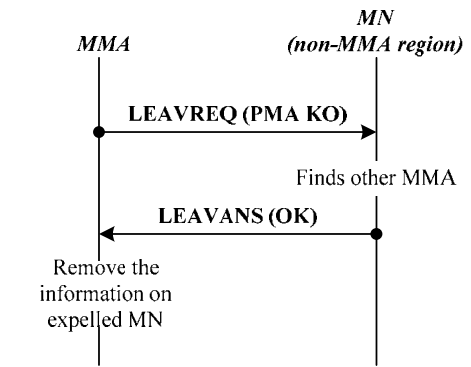 MMA
MN
(non-MMA region)
LEAVREQ (PMA KO)
Finds other MMA
LEAVANS (OK)
Remove the
information on
expelled MN